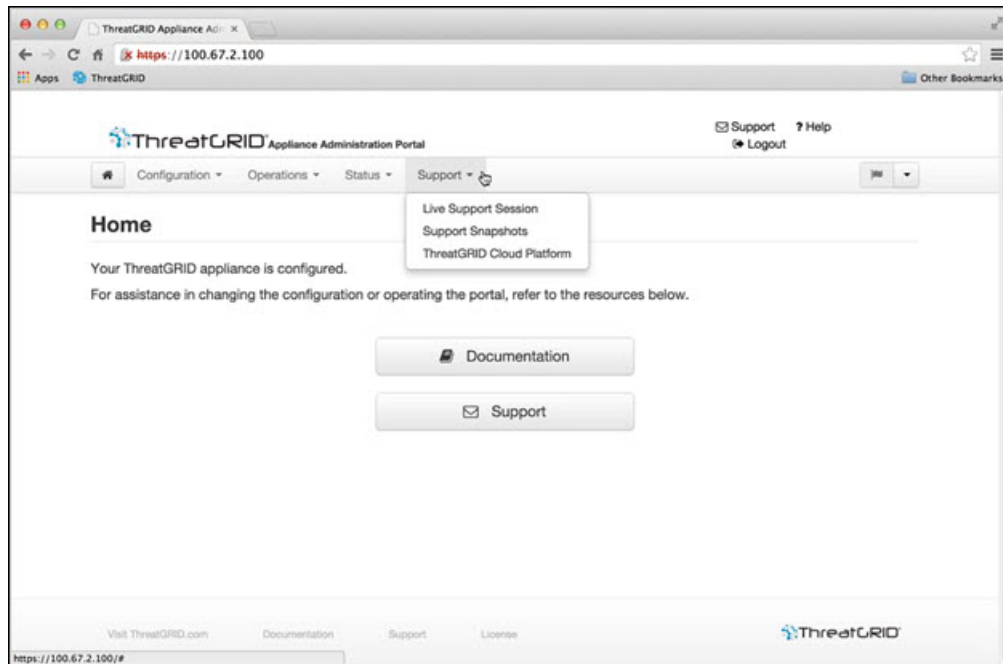 ThreatGRID Appliance Adm
https://100.67.2.100
Apps ThreatGRID Other Bookmarks
ThreatGRID Appliance Administration Portal
Support ? Help
Logout
Configuration Operations Status Support
Live Support Session
Support Snapshots
ThreatGRID Cloud Platform
Home
Your ThreatGRID appliance is configured.
For assistance in changing the configuration or operating the portal, refer to the resources below.
Documentation
Support
Visit ThreatGRID.com Documentation Support License ThreatGRID
https://100.67.2.100/#